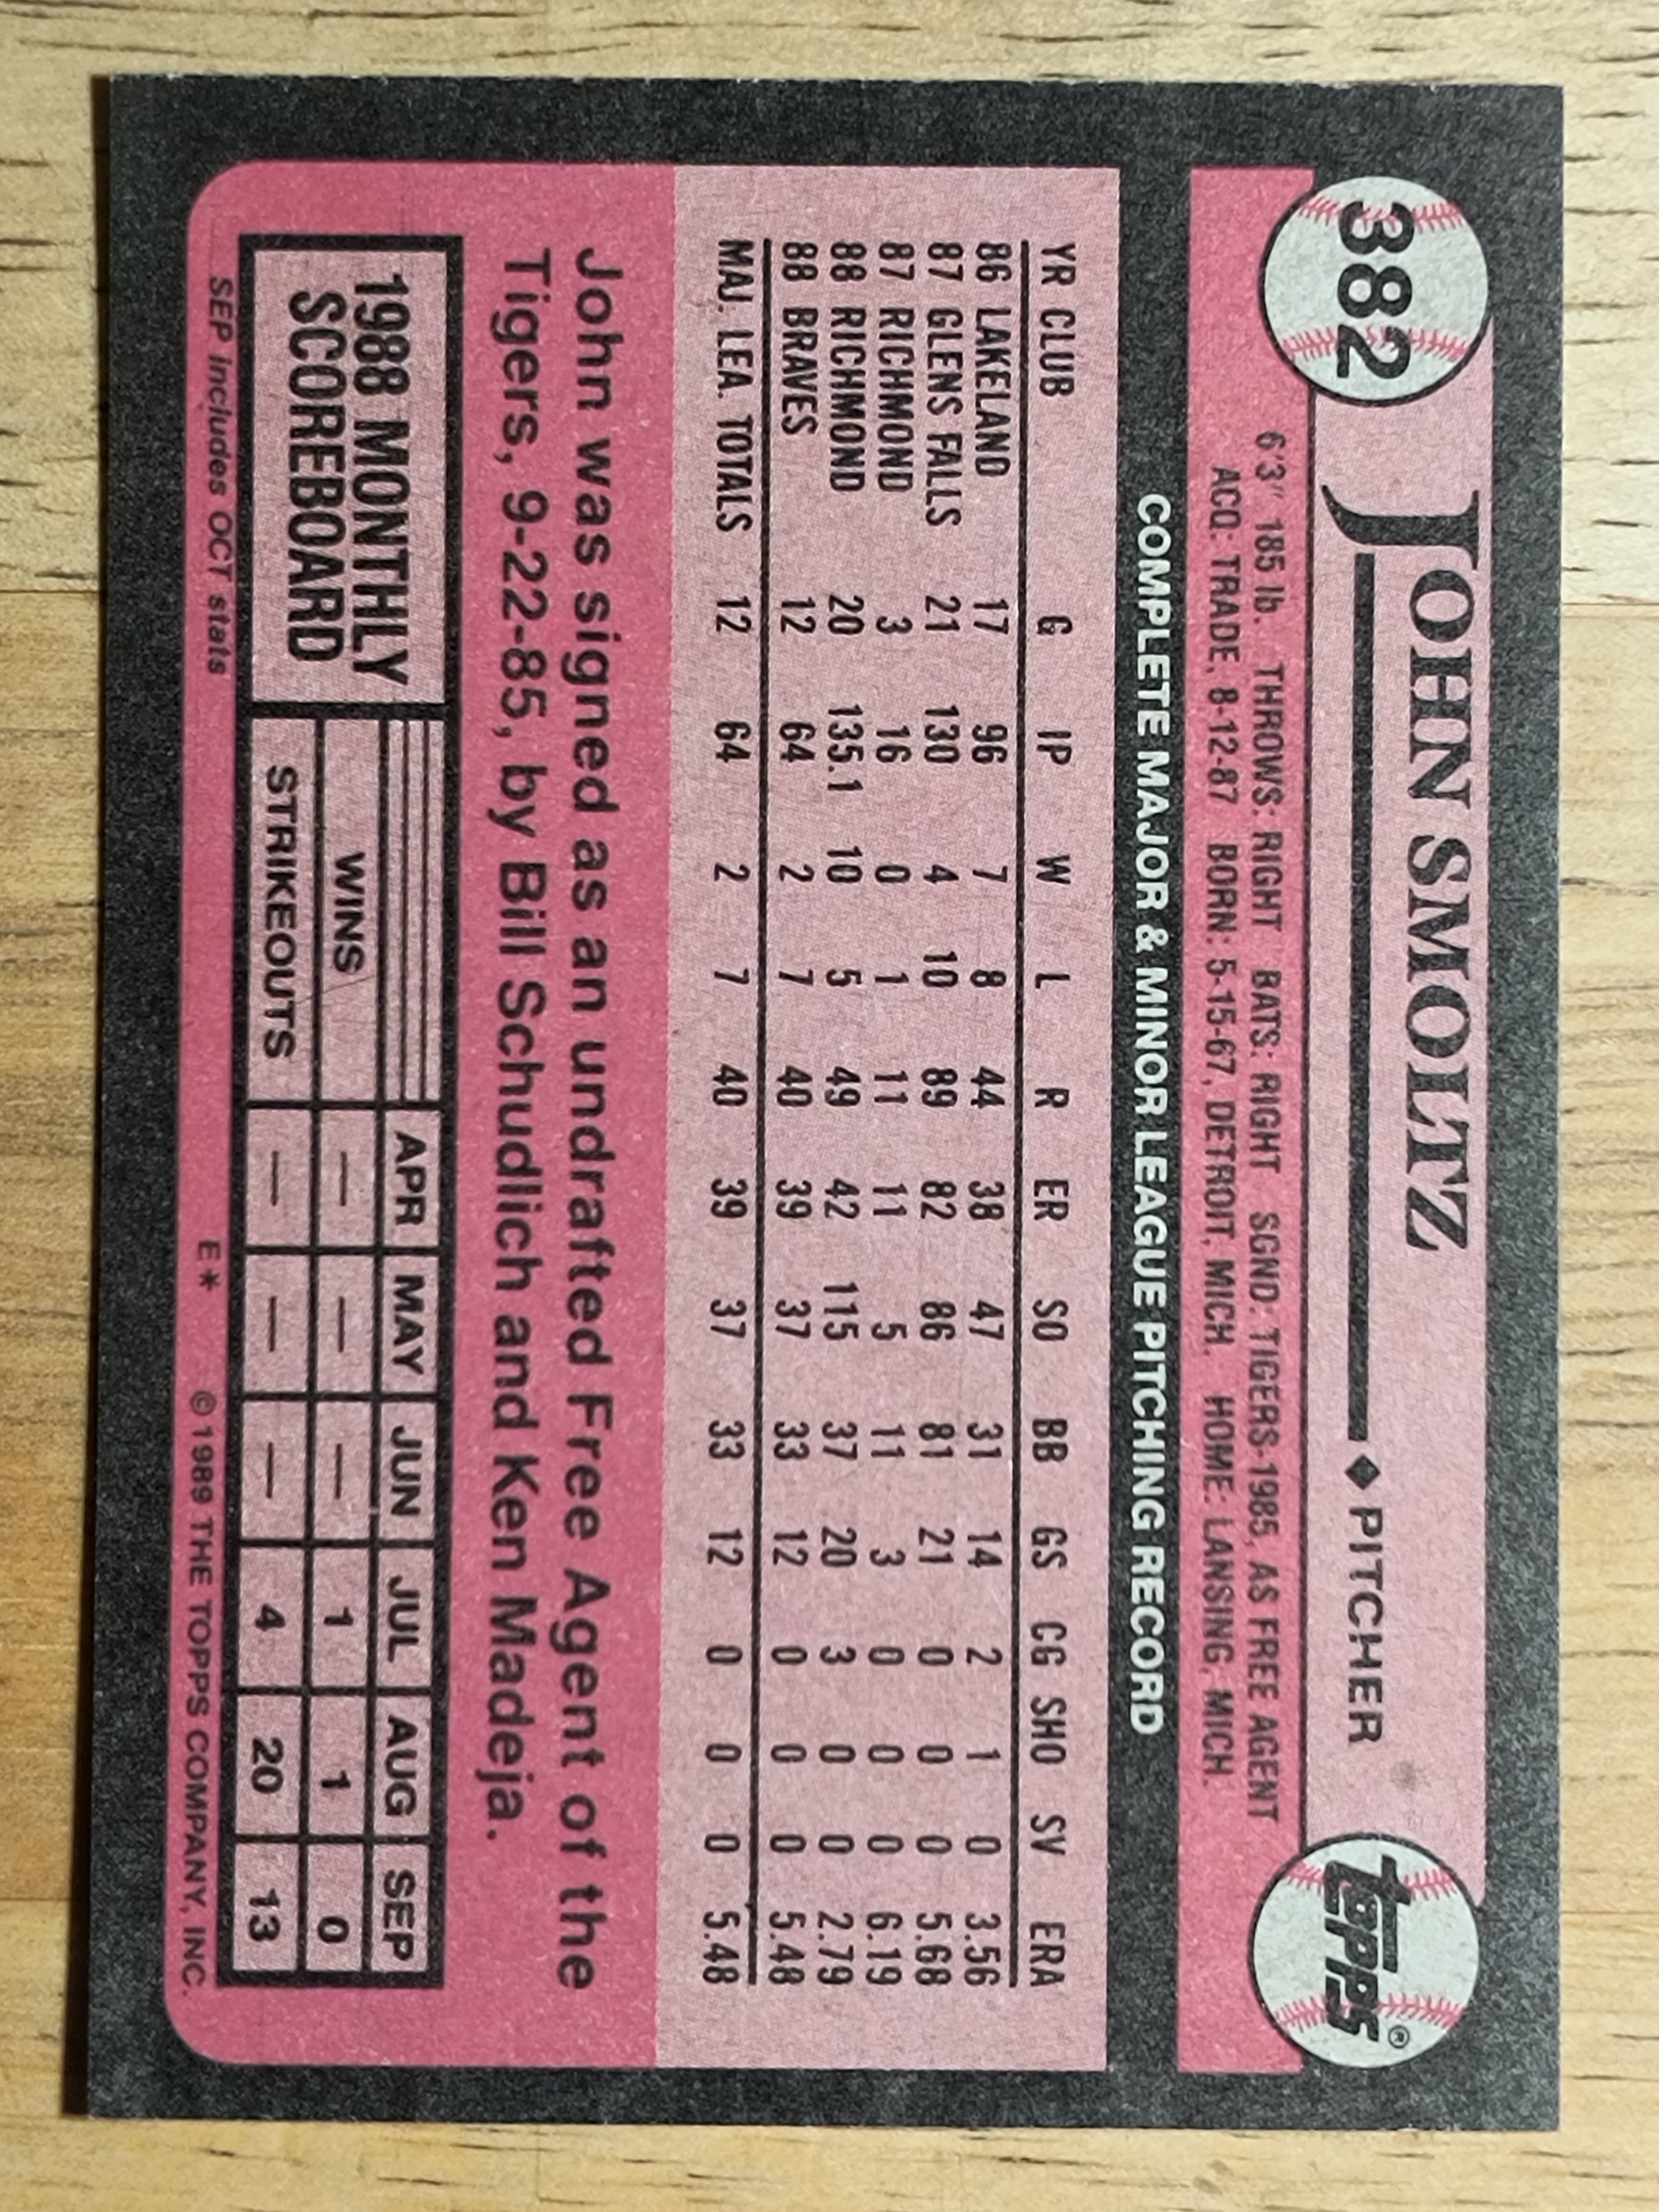 382
JOHN SMOLTZ
◆ PITCHER
TOPPS®
6'3" 185 lb. THROWS: RIGHT BATS: RIGHT SGND: TIGERS-1985, AS FREE AGENT
ACQ: TRADE, 8-12-87 BORN: 5-15-67, DETROIT, MICH. HOME: LANSING, MICH.
COMPLETE MAJOR & MINOR LEAGUE PITCHING RECORD
YR CLUB G IP W L R ER SO BB GS CG SHO SV ERA
86 LAKELAND 17 96 7 8 44 38 47 31 14 2 1 0 3.56
87 GLENS FALLS 21 130 4 10 89 82 86 81 21 0 0 0 5.68
87 RICHMOND 3 16 0 1 11 11 5 11 3 0 0 0 6.19
88 RICHMOND 20 135.1 10 5 49 42 115 37 20 3 0 0 2.79
88 BRAVES 12 64 2 7 40 39 37 33 12 0 0 0 5.48
MAJ. LEA. TOTALS 12 64 2 7 40 39 37 33 12 0 0 0 5.48
John was signed as an undrafted Free Agent of the
Tigers, 9-22-85, by Bill Schudlich and Ken Madeja.
1988 MONTHLY
SCOREBOARD
APR MAY JUN JUL AUG SEP
WINS — — — 1 1 0
STRIKEOUTS — — — 4 20 13
SEP includes OCT stats E* © 1989 THE TOPPS COMPANY, INC.